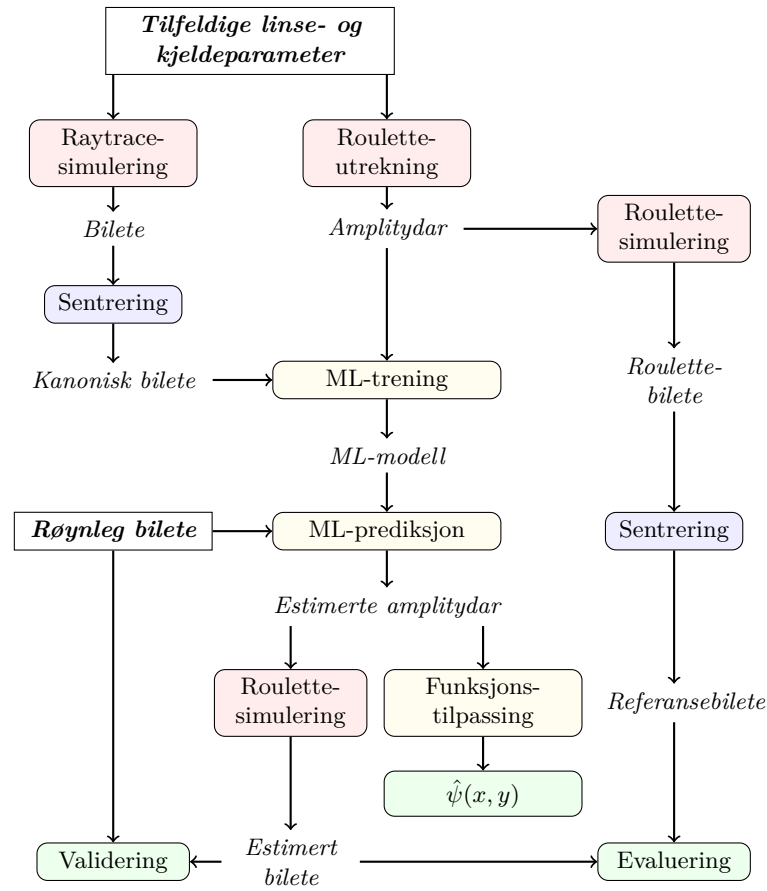 Tilfeldige linse- og
kjeldeparameter
Raytrace-
simulering
Roulette-
utrekning
Bilete
Amplitydar
Roulette-
simulering
Sentrering
Kanonisk bilete
ML-trening
Roulette-
bilete
ML-modell
Røynleg bilete
ML-prediksjon
Sentrering
Estimerte amplitydar
Roulette-
simulering
Funksjons-
tilpassing
Referansebilete
ψ̂(x, y)
Validering
Estimert
bilete
Evaluering